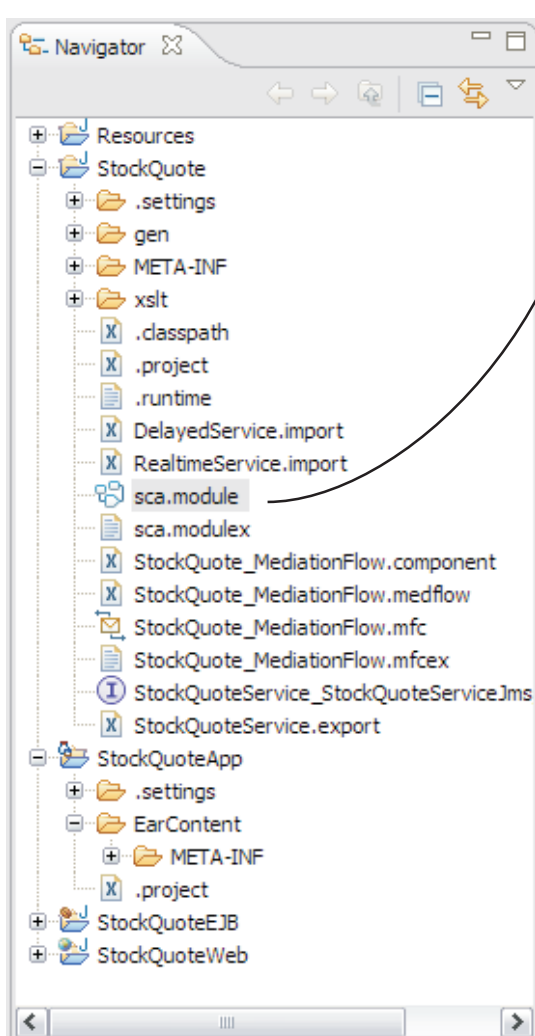 Navigator
Resources
StockQuote
.settings
gen
META-INF
xslt
.classpath
.project
.runtime
DelayedService.import
RealtimeService.import
sca.module
sca.modulex
StockQuote_MediationFlow.component
StockQuote_MediationFlow.medflow
StockQuote_MediationFlow.mfc
StockQuote_MediationFlow.mfcex
StockQuoteService_StockQuoteServiceJms
StockQuoteService.export
StockQuoteApp
.settings
EarContent
META-INF
.project
StockQuoteEJB
StockQuoteWeb